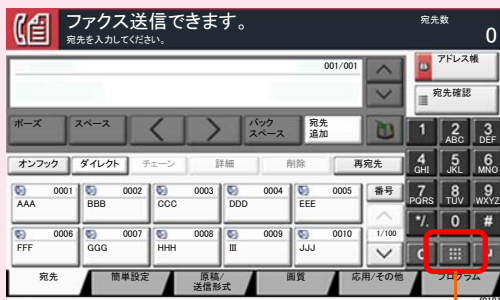 ファクス送信できます。
宛先を入力してください。
宛先数
0
001/001
アドレス帳
宛先確認
ポーズ
スペース
バック
スペース
宛先
追加
1
2
ABC
3
DEF
オンフック
ダイレクト
チェーン
詳細
削除
再宛先
4
GHI
5
JKL
6
MNO
0001
AAA
0002
BBB
0003
CCC
0004
DDD
0005
EEE
番号
7
PQRS
8
TUV
9
WXYZ
0006
FFF
0007
GGG
0008
HHH
0009
III
0010
JJJ
1/100
*/.
0
#
C
宛先
簡単設定
原稿/
送信形式
画質
応用/その他
プログラム